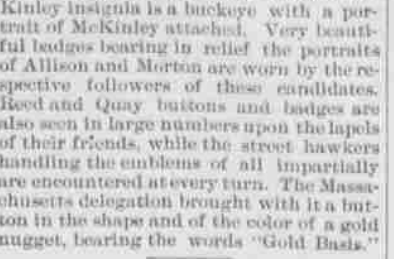 Kinley insignia is a buckeye with a por-
trait of McKinley attached. Very beauti-
ful badges bearing in relief the portraits
of Allison and Morton are worn by the re-
spective followers of these candidates.
Reed and Quay buttons and badges are
also seen in large numbers upon the lapels
of their friends, while the street hawkers
handling the emblems of all impartially
are encountered at every turn. The Massa-
chusetts delegation brought with it a but-
ton in the shape and of the color of a gold
nugget, bearing the words "Gold Basis."